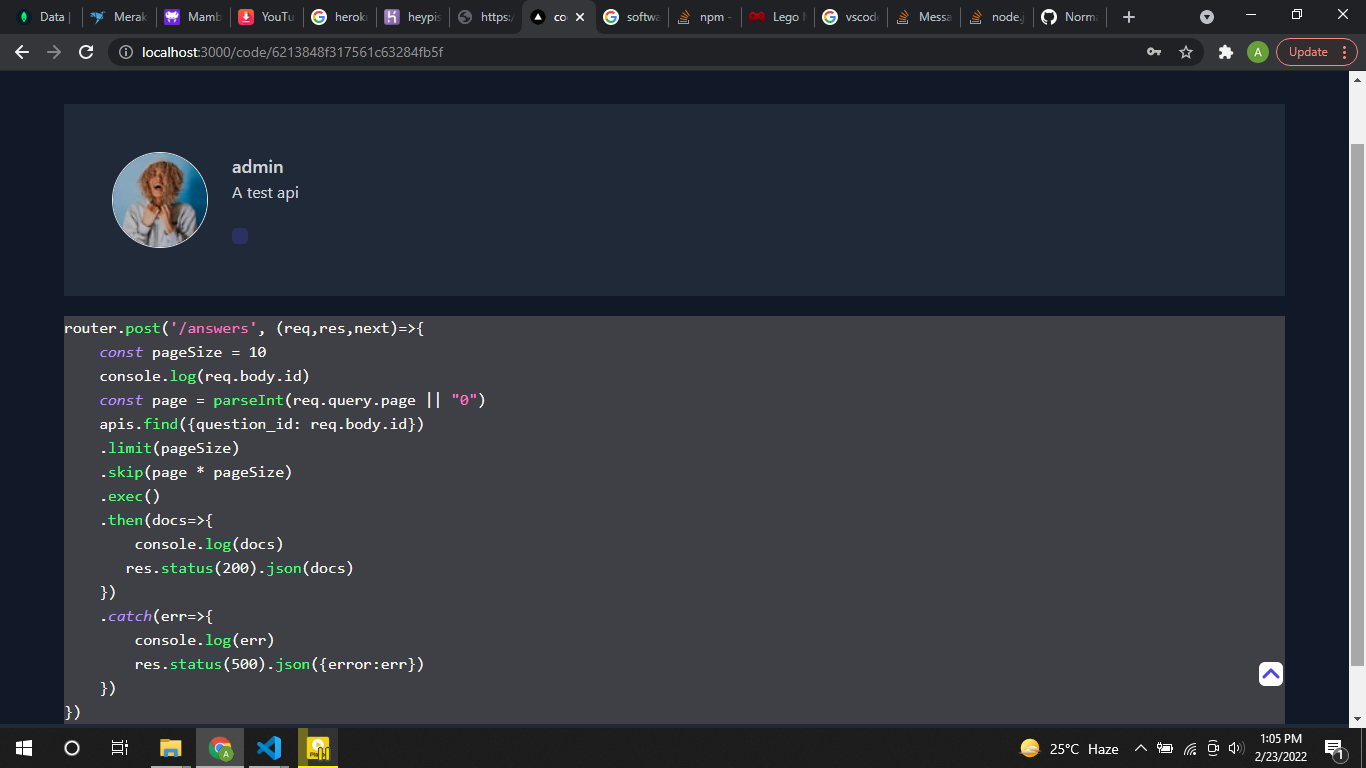 Data |
Merak
Mamb
YouTu
herok
heypis
https:/
co
softwa
npm -
Lego
vscod
Messa
node.j
Norma
localhost:3000/code/6213848f317561c63284fb5f
A
Update
admin
A test api
router.post('/answers', (req,res,next)=>{
    const pageSize = 10
    console.log(req.body.id)
    const page = parseInt(req.query.page || "0")
    apis.find({question_id: req.body.id})
    .limit(pageSize)
    .skip(page * pageSize)
    .exec()
    .then(docs=>{
        console.log(docs)
       res.status(200).json(docs)
    })
    .catch(err=>{
        console.log(err)
        res.status(500).json({error:err})
    })
})
25°C Haze
1:05 PM
2/23/2022
1